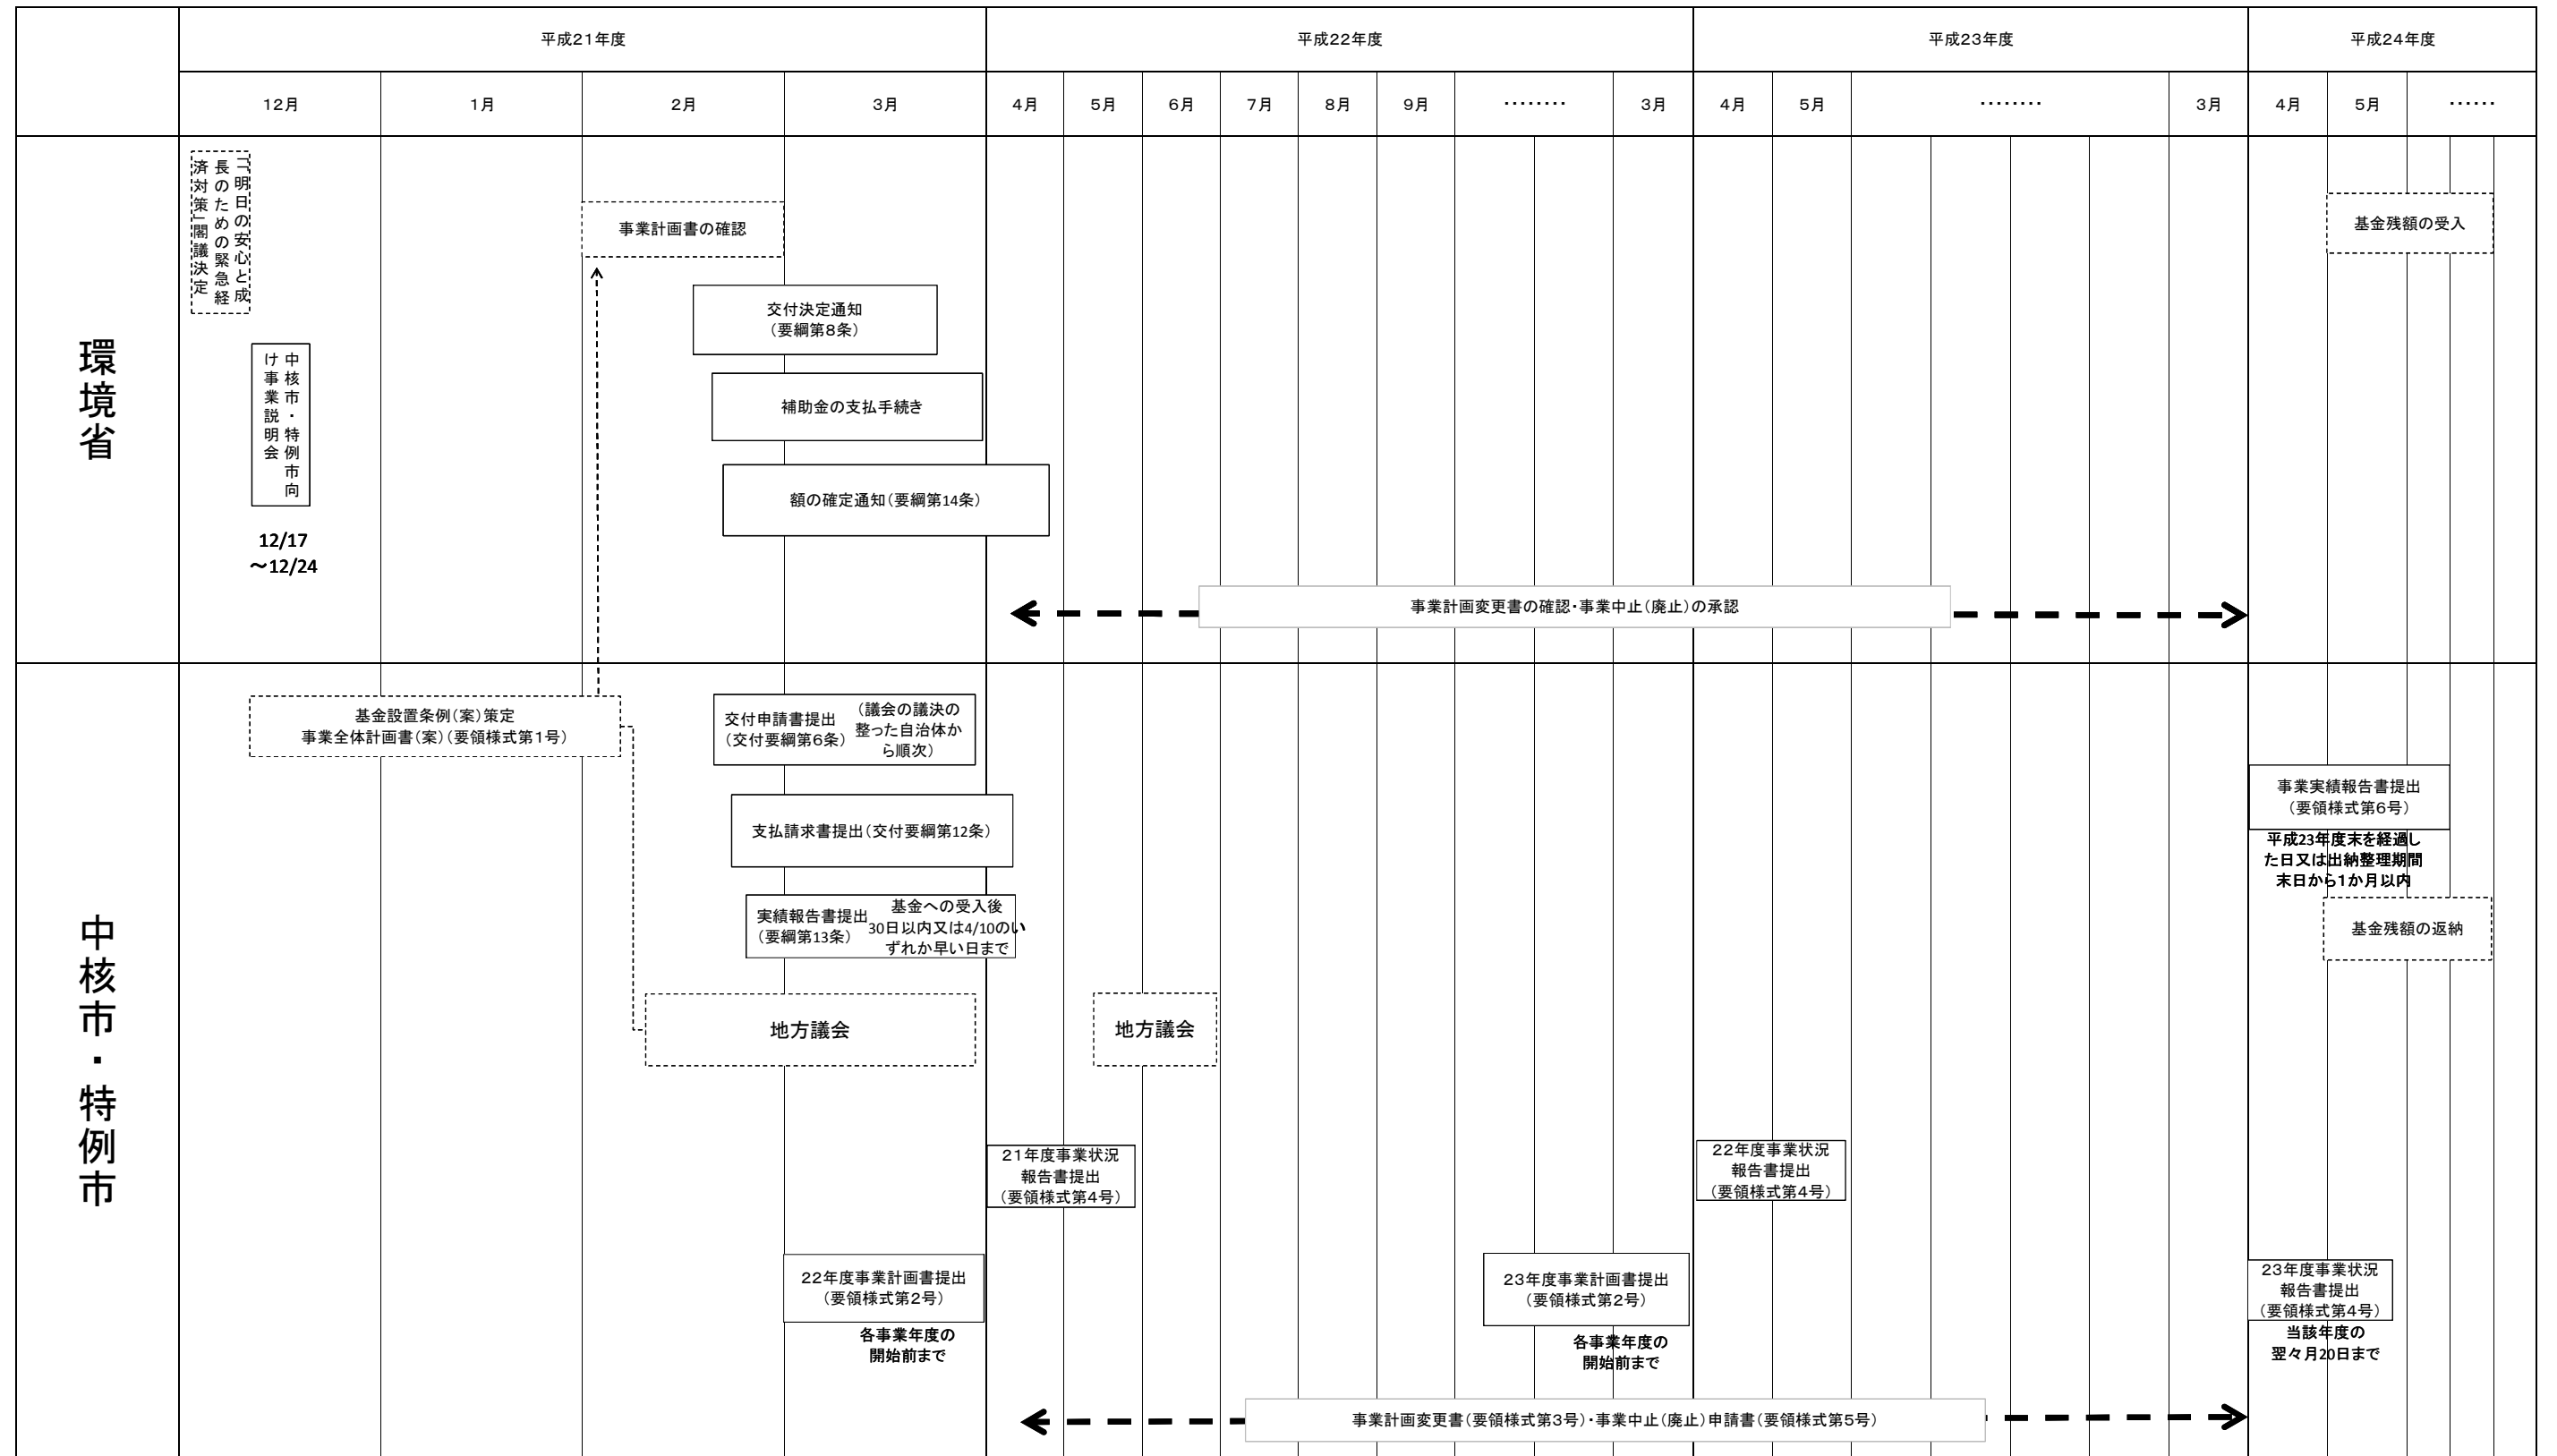 平成21年度
平成22年度
平成23年度
平成24年度
12月
1月
2月
3月
4月
5月
6月
7月
8月
9月
‥‥‥‥
3月
4月
5月
‥‥‥‥
3月
4月
5月
‥‥‥
環境省
「「明日の安心と成
長のための緊急経
済対策」閣議決定
中核市・特例市向
け事業説明会
12/17
～12/24
事業計画書の確認
交付決定通知
（要綱第8条）
補助金の支払手続き
額の確定通知（要綱第14条）
基金残額の受入
事業計画変更書の確認・事業中止（廃止）の承認
中核市・特例市
基金設置条例（案）策定
事業全体計画書（案）（要領様式第1号）
交付申請書提出
（交付要綱第6条）
（議会の議決の
整った自治体か
ら順次）
支払請求書提出（交付要綱第12条）
実績報告書提出
（要綱第13条）
基金への受入後
30日以内又は4/10のい
ずれか早い日まで
地方議会
地方議会
事業実績報告書提出
（要領様式第6号）
平成23年度末を経過し
た日又は出納整理期間
末日から1か月以内
基金残額の返納
21年度事業状況
報告書提出
（要領様式第4号）
22年度事業状況
報告書提出
（要領様式第4号）
22年度事業計画書提出
（要領様式第2号）
各事業年度の
開始前まで
23年度事業計画書提出
（要領様式第2号）
各事業年度の
開始前まで
23年度事業状況
報告書提出
（要領様式第4号）
当該年度の
翌々月20日まで
事業計画変更書（要領様式第3号）・事業中止（廃止）申請書（要領様式第5号）